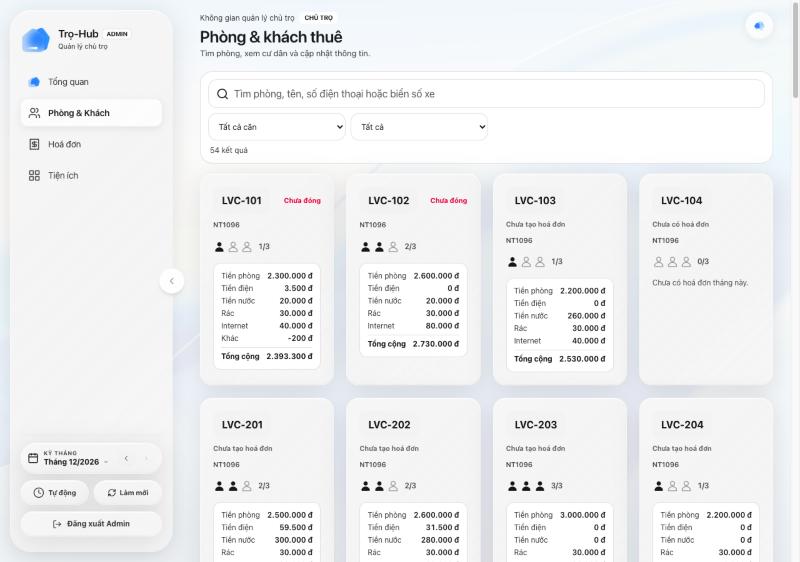 Trọ-Hub ADMIN
Quản lý chủ trọ
Tổng quan
Phòng & Khách
Hoá đơn
Tiện ích
KỲ THÁNG
Tháng 12/2026
Tự động
Làm mới
Đăng xuất Admin
Không gian quản lý chủ trọ CHỦ TRỌ
Phòng & khách thuê
Tìm phòng, xem cư dân và cập nhật thông tin.
Tìm phòng, tên, số điện thoại hoặc biển số xe
Tất cả căn
Tất cả
54 kết quả
LVC-101 Chưa đóng
NT1096
1/3
Tiền phòng 2.300.000 đ
Tiền điện 3.500 đ
Tiền nước 20.000 đ
Rác 30.000 đ
Internet 40.000 đ
Khác -200 đ
Tổng cộng 2.393.300 đ
LVC-102 Chưa đóng
NT1096
2/3
Tiền phòng 2.600.000 đ
Tiền điện 0 đ
Tiền nước 20.000 đ
Rác 30.000 đ
Internet 80.000 đ
Tổng cộng 2.730.000 đ
LVC-103
Chưa tạo hoá đơn
NT1096
1/3
Tiền phòng 2.200.000 đ
Tiền điện 0 đ
Tiền nước 260.000 đ
Rác 30.000 đ
Internet 40.000 đ
Tổng cộng 2.530.000 đ
LVC-104
Chưa có hoá đơn
NT1096
0/3
Chưa có hoá đơn tháng này.
LVC-201
Chưa tạo hoá đơn
NT1096
2/3
Tiền phòng 2.500.000 đ
Tiền điện 59.500 đ
Tiền nước 300.000 đ
Rác 30.000 đ
LVC-202
Chưa tạo hoá đơn
NT1096
2/3
Tiền phòng 2.600.000 đ
Tiền điện 31.500 đ
Tiền nước 280.000 đ
Rác 30.000 đ
LVC-203
Chưa tạo hoá đơn
NT1096
3/3
Tiền phòng 3.000.000 đ
Tiền điện 0 đ
Tiền nước 0 đ
Rác 30.000 đ
LVC-204
Chưa tạo hoá đơn
NT1096
1/3
Tiền phòng 2.200.000 đ
Tiền điện 0 đ
Tiền nước 0 đ
Rác 30.000 đ